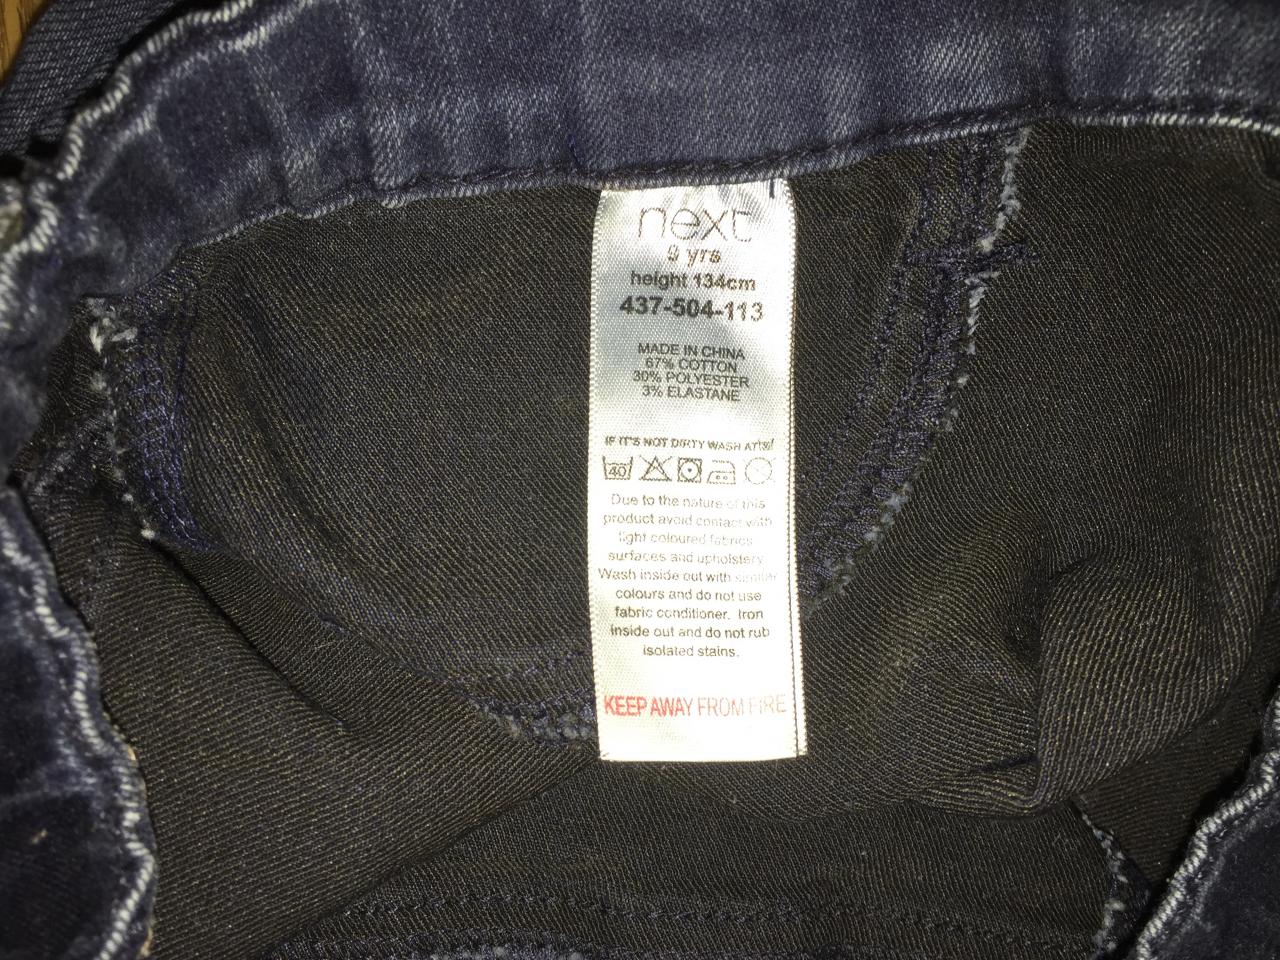 next
9 yrs
height 134cm
437-504-113
MADE IN CHINA
67% COTTON
30% POLYESTER
3% ELASTANE
IF IT'S NOT DIRTY WASH AT
40
Due to the nature of this
product avoid contact with
light coloured fabrics
surfaces and upholstery.
Wash inside out with similar
colours and do not use
fabric conditioner. Iron
inside out and do not rub
isolated stains.
KEEP AWAY FROM FIRE